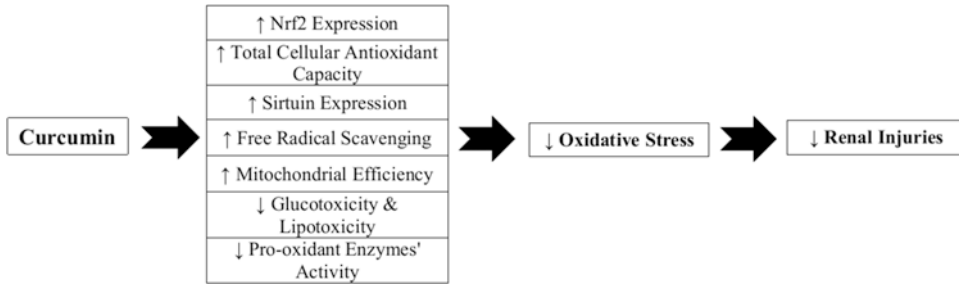 Curcumin
↑ Nrf2 Expression
↑ Total Cellular Antioxidant
Capacity
↑ Sirtuin Expression
↑ Free Radical Scavenging
↑ Mitochondrial Efficiency
↓ Glucotoxicity &
Lipotoxicity
↓ Pro-oxidant Enzymes'
Activity
↓ Oxidative Stress
↓ Renal Injuries